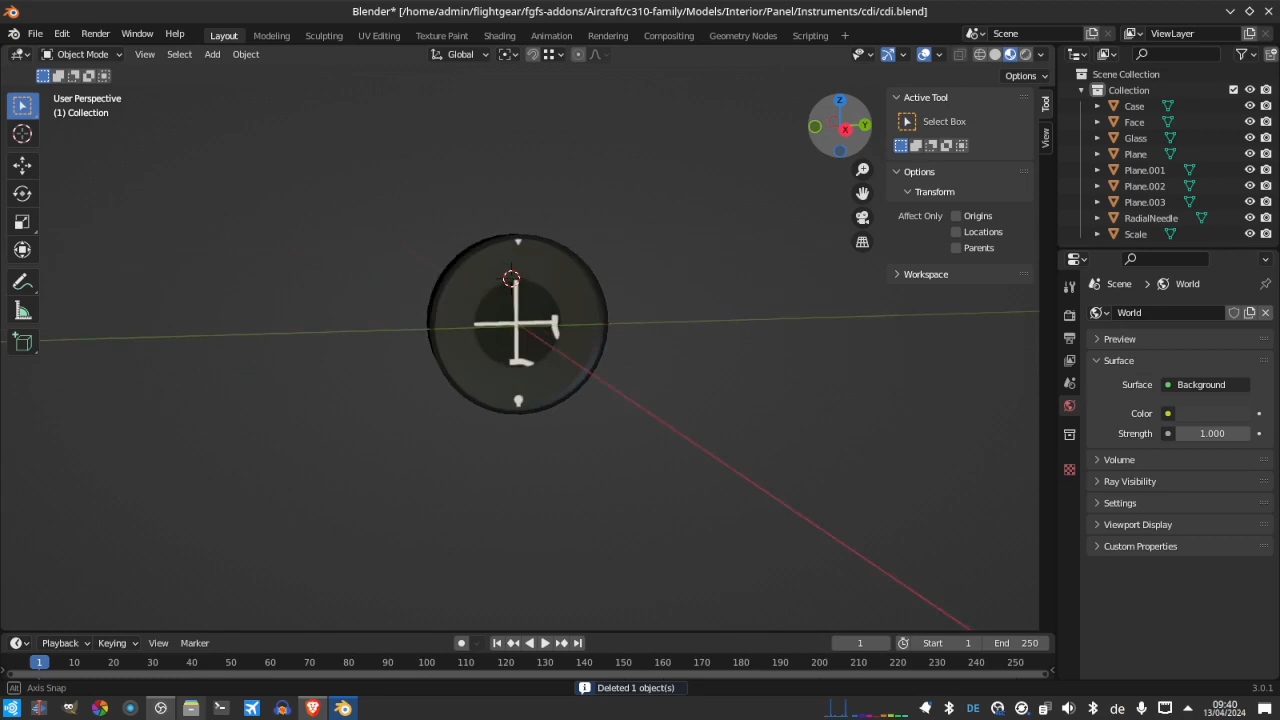 Blender* [/home/admin/flightgear/fgfs-addons/Aircraft/c310-family/Models/Interior/Panel/Instruments/cdi/cdi.blend]
File Edit Render Window Help Layout Modeling Sculpting UV Editing Texture Paint Shading Animation Rendering Compositing Geometry Nodes Scripting + Scene ViewLayer
Object Mode View Select Add Object Global
Options
User Perspective
(1) Collection
Z
Y
X
Active Tool
Select Box
Options
Transform
Affect Only Origins
Locations
Parents
Workspace
Tool
View
Scene Collection
Collection
Case
Face
Glass
Plane
Plane.001
Plane.002
Plane.003
RadialNeedle
Scale
Scene > World
World
Preview
Surface
Surface Background
Color
Strength 1.000
Volume
Ray Visibility
Settings
Viewport Display
Custom Properties
Playback Keying View Marker 1 Start 1 End 250
1 10 20 30 40 50 60 70 80 90 100 110 120 130 140 150 160 170 180 190 200 210 220 230 240 250
Alt Axis Snap Deleted 1 object(s) 3.0.1
DE de 09:40
13/04/2024